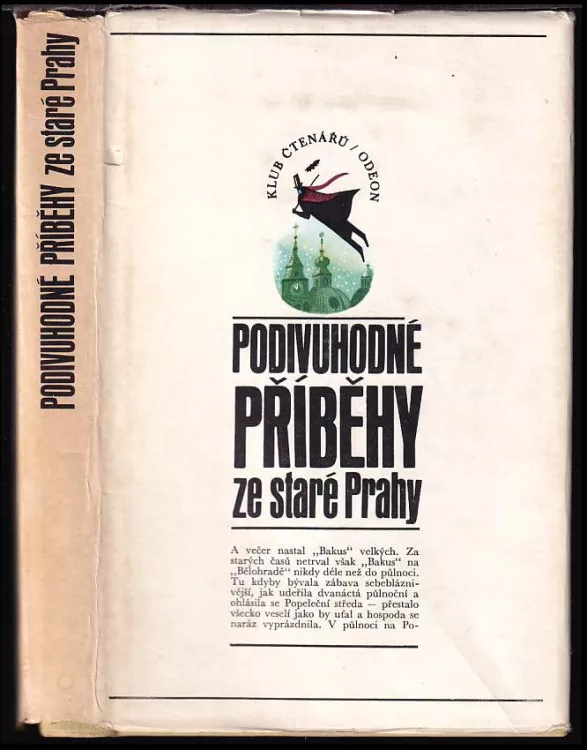 PODIVUHODNÉ PŘÍBĚHY ze staré Prahy
KLUB ČTENÁŘŮ / ODEON
PODIVUHODNÉ
PŘÍBĚHY
ze staré Prahy
A večer nastal „Bakus“ velkých. Za
starých časů netrval však „Bakus“ na
„Bělohradě“ nikdy déle než do půlnoci.
Tu kdyby bývala zábava sebeblázni-
vější, jak udeřila dvanáctá půlnoční a
ohlásila se Popeleční středa — přestalo
všecko veselí jako by uťal a hospoda se
naráz vyprázdnila. V půlnoci na Po-